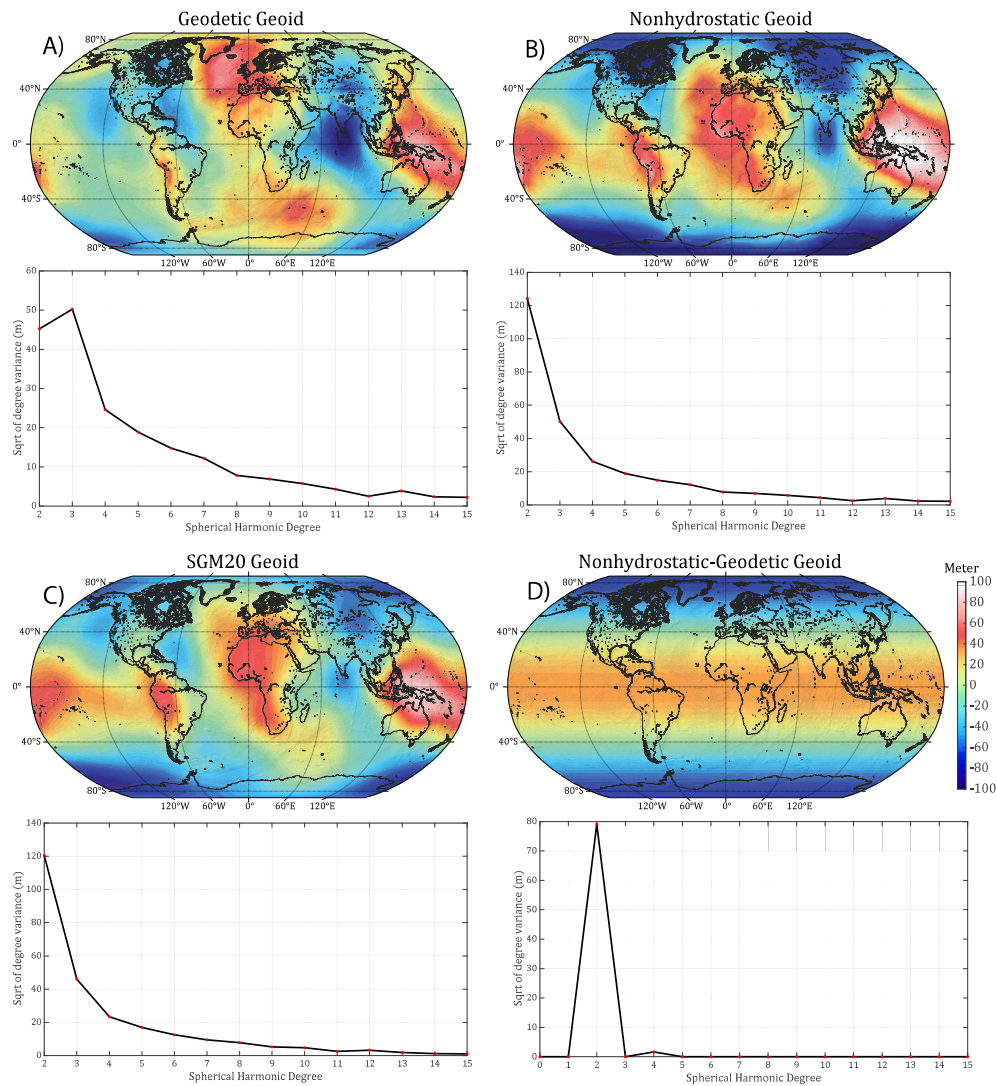 Geodetic Geoid
A)
80°N
40°N
0°
40°S
80°S
120°W 60°W 0° 60°E 120°E
60
50
40
30
20
10
0
Sqrt of degree variance (m)
2 3 4 5 6 7 8 9 10 11 12 13 14 15
Spherical Harmonic Degree
Nonhydrostatic Geoid
B)
80°N
40°N
0°
40°S
80°S
120°W 60°W 0° 60°E 120°E
140
120
100
80
60
40
20
0
Sqrt of degree variance (m)
2 3 4 5 6 7 8 9 10 11 12 13 14 15
Spherical Harmonic Degree
SGM20 Geoid
C)
80°N
40°N
0°
40°S
80°S
120°W 60°W 0° 60°E 120°E
140
120
100
80
60
40
20
0
Sqrt of degree variance (m)
2 3 4 5 6 7 8 9 10 11 12 13 14 15
Spherical Harmonic Degree
Nonhydrostatic-Geodetic Geoid
D)
80°N
40°N
0°
40°S
80°S
120°W 60°W 0° 60°E 120°E
Meter
100
80
60
40
20
0
-20
-40
-60
-80
-100
80
70
60
50
40
30
20
10
0
Sqrt of degree variance (m)
0 1 2 3 4 5 6 7 8 9 10 11 12 13 14 15
Spherical Harmonic Degree